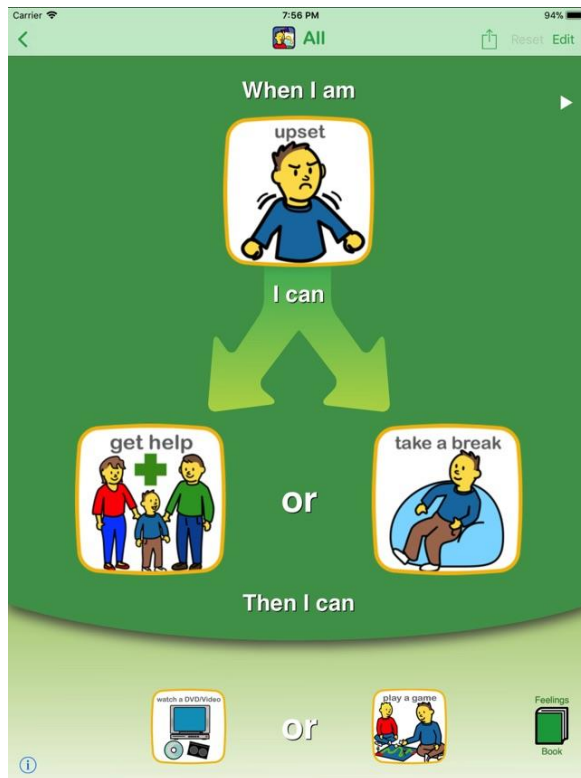 Carrier 7:56 PM 94%
All Reset Edit
When I am
upset
I can
get help
take a break
or
Then I can
watch a DVD/Video
or
play a game
Feelings
Book